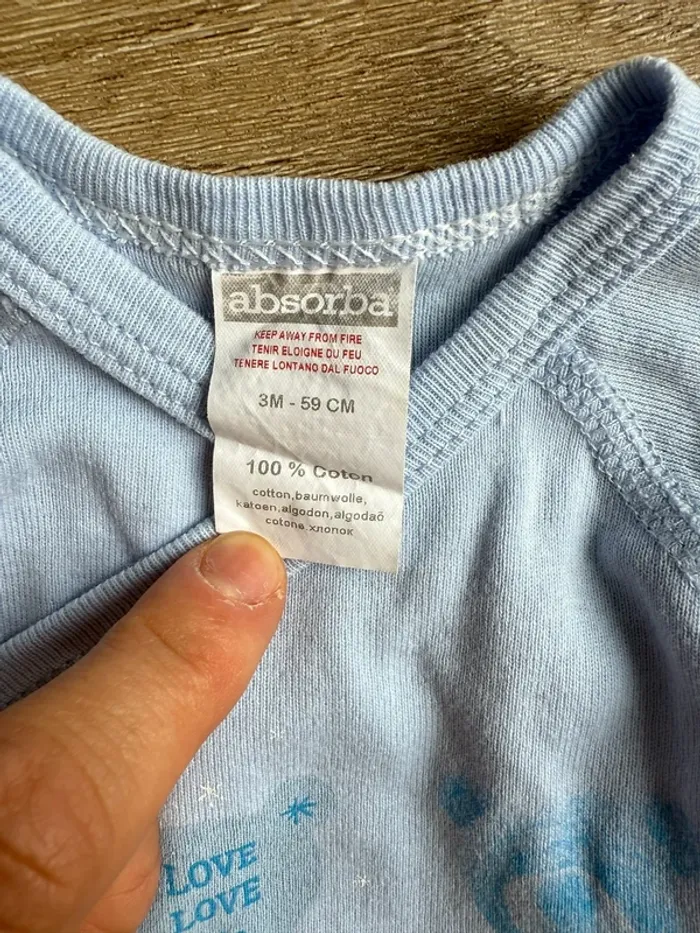 absorba
KEEP AWAY FROM FIRE
TENIR ELOIGNE DU FEU
TENERE LONTANO DAL FUOCO
3M - 59 CM
100 % Coton
cotton,baumwolle,
katoen,algodon,algodaõ
cotone,хлопок
LOVE
LOVE